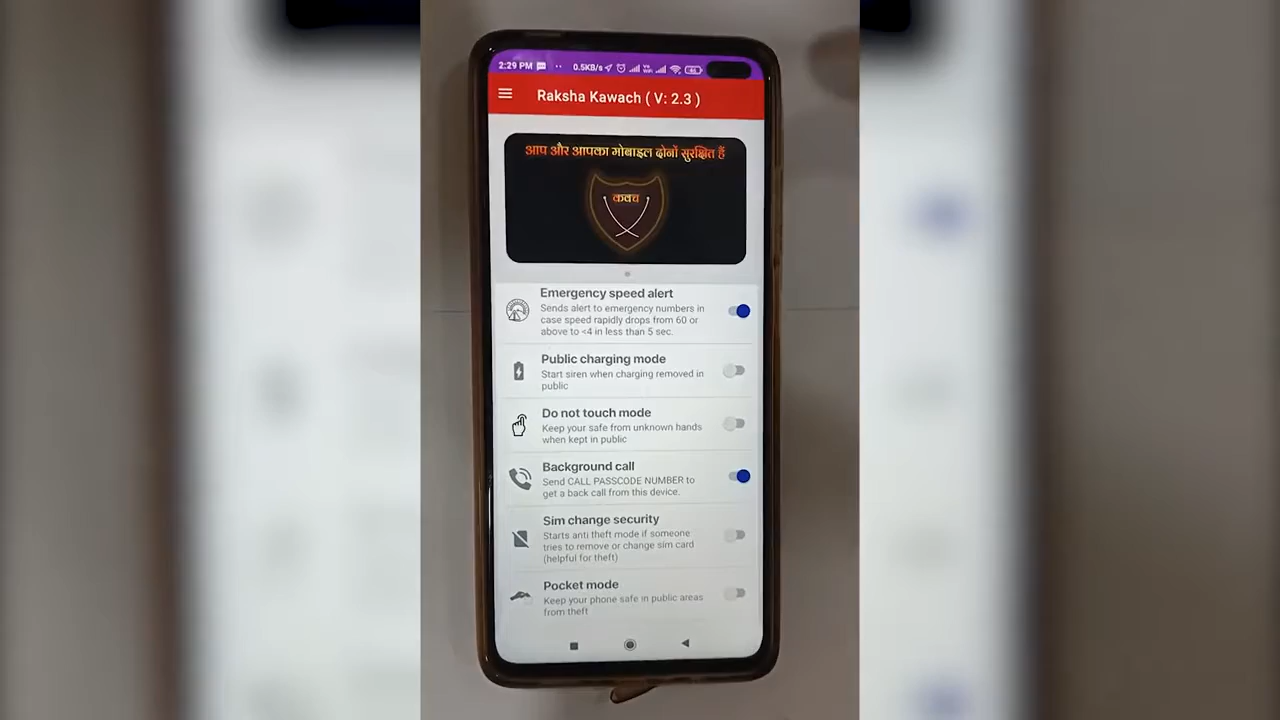 2:29 PM
0.5KB/s
Raksha Kawach ( V: 2.3 )
आप और आपका मोबाइल दोनों सुरक्षित हैं
कवच
Emergency speed alert
Sends alert to emergency numbers in
case speed rapidly drops from 60 or
above to <4 in less than 5 sec.
Public charging mode
Start siren when charging removed in
public
Do not touch mode
Keep your safe from unknown hands
when kept in public
Background call
Send CALL PASSCODE NUMBER to
get a back call from this device.
Sim change security
Starts anti theft mode if someone
tries to remove or change sim card
(helpful for theft)
Pocket mode
Keep your phone safe in public areas
from theft